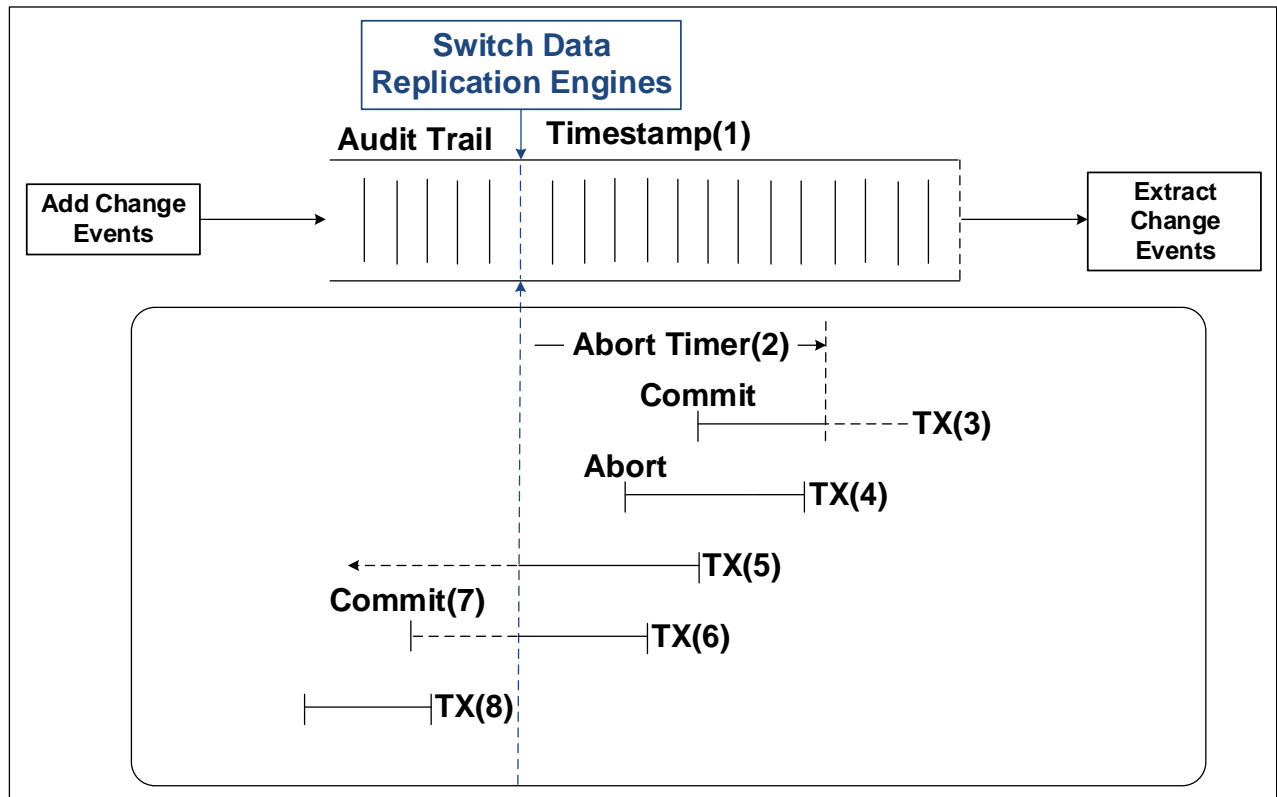 Switch Data
Replication Engines
Audit Trail
Timestamp(1)
Add Change
Events
Extract
Change
Events
Abort Timer(2)
Commit
TX(3)
Abort
TX(4)
TX(5)
Commit(7)
TX(6)
TX(8)